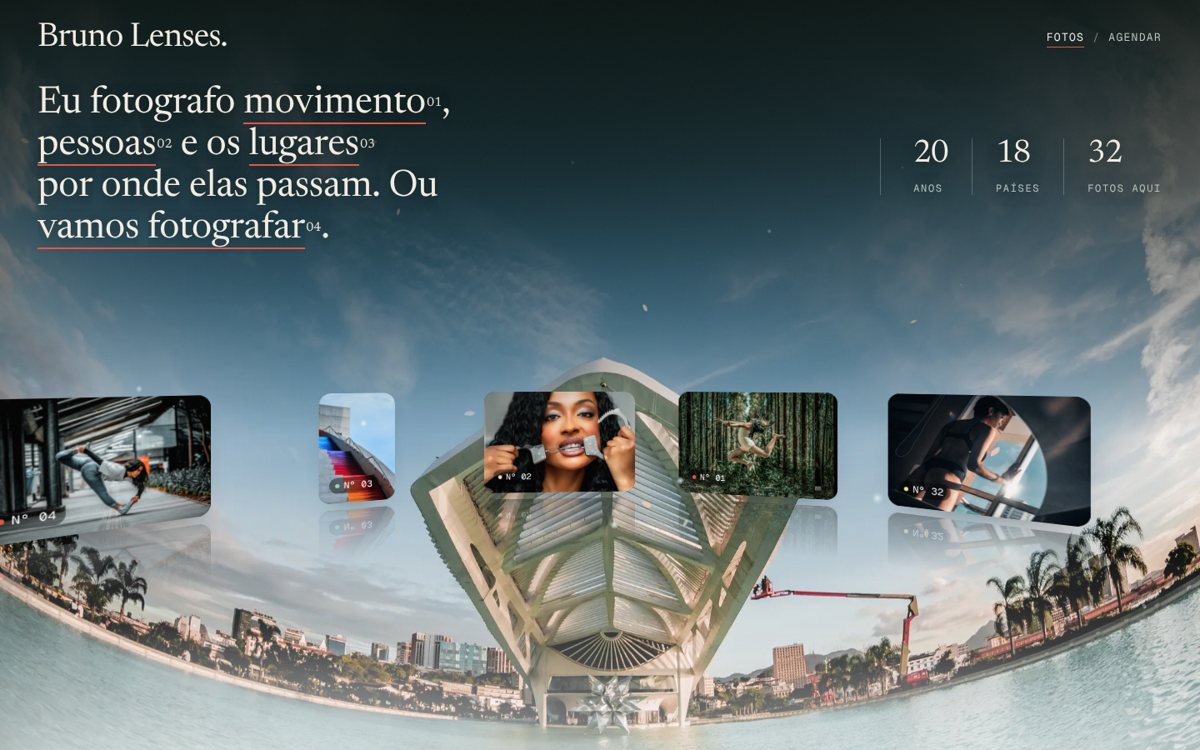 Bruno Lenses.
FOTOS / AGENDAR
Eu fotografo movimento01,
pessoas02 e os lugares03
por onde elas passam. Ou
vamos fotografar04.
20
ANOS
18
PAÍSES
32
FOTOS AQUI
Nº 04
Nº 03
Nº 02
Nº 01
Nº 32